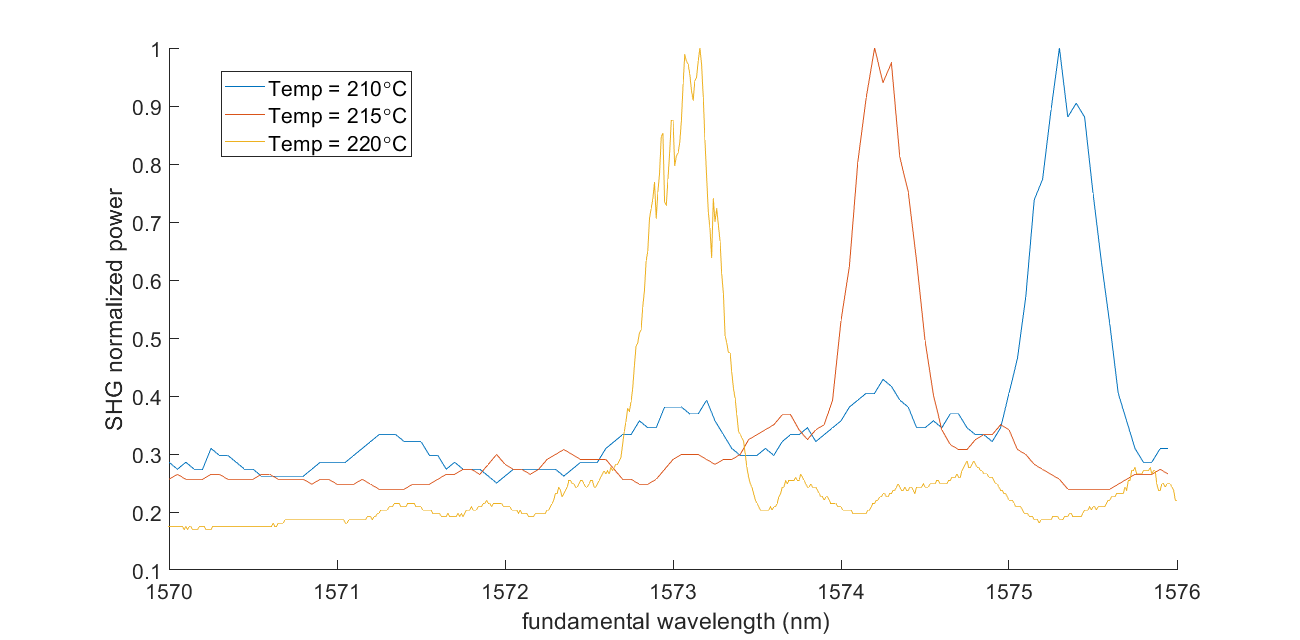 SHG normalized power
1
0.9
0.8
0.7
0.6
0.5
0.4
0.3
0.2
0.1
Temp = 210°C
Temp = 215°C
Temp = 220°C
1570 1571 1572 1573 1574 1575 1576
fundamental wavelength (nm)